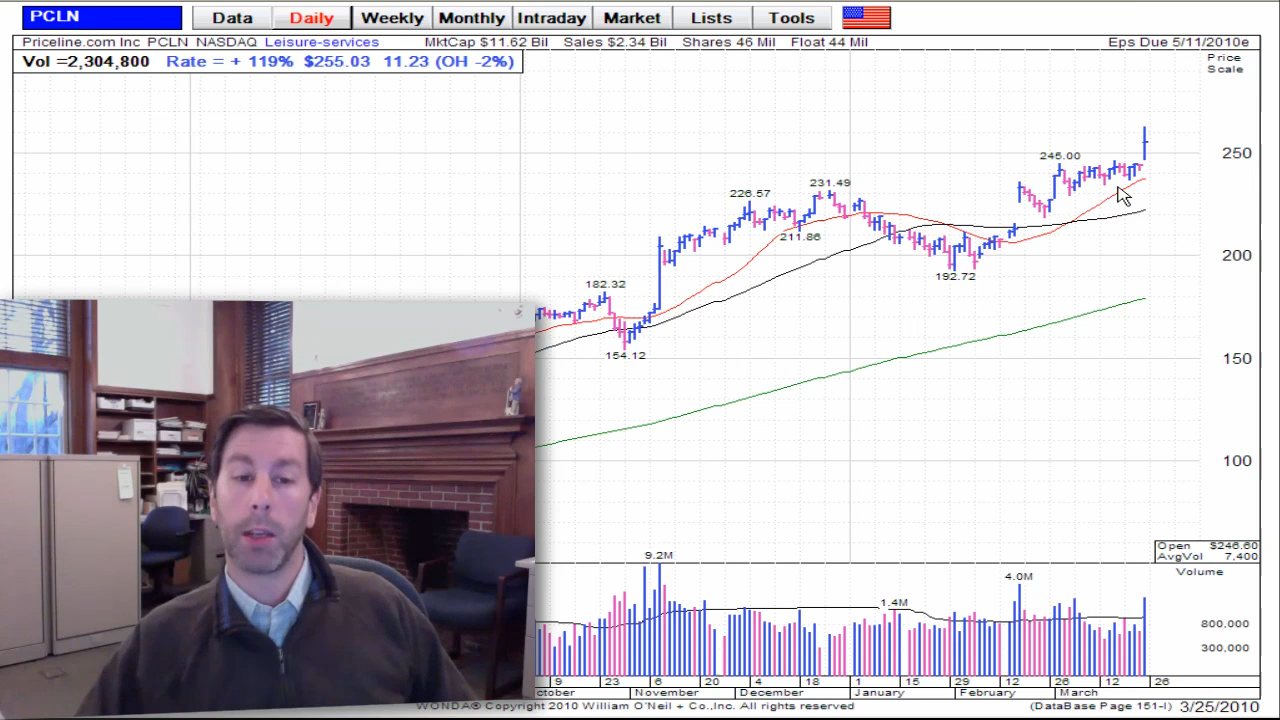 PCLN Data Daily Weekly Monthly Intraday Market Lists Tools
Priceline.com Inc PCLN NASDAQ Leisure-services MktCap $11.62 Bil Sales $2.34 Bil Shares 46 Mil Float 44 Mil Eps Due 5/11/2010e
Vol =2,304,800 Rate = + 119% $255.03 11.23 (OH -2%)
Price
Scale
250
245.00
231.49
226.57
211.86
200
192.72
182.32
150
154.12
100
Open $246.60
AvgVol 7,400
9.2M
Volume
4.0M
1.4M
800,000
300,000
9 23 6 20 4 18 1 15 29 12 26 12 26
ctober November December January February March
WONDA® Copyright 2010 William O'Neil + Co.,Inc. All rights reserved (DataBase Page 151-I) 3/25/2010